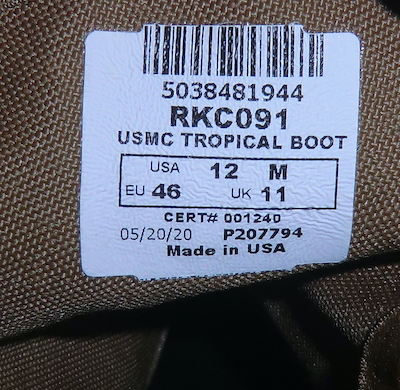 5038481944
RKC091
USMC TROPICAL BOOT
USA 12 M
EU 46 UK 11
CERT# 001240
05/20/20 P207794
Made in USA